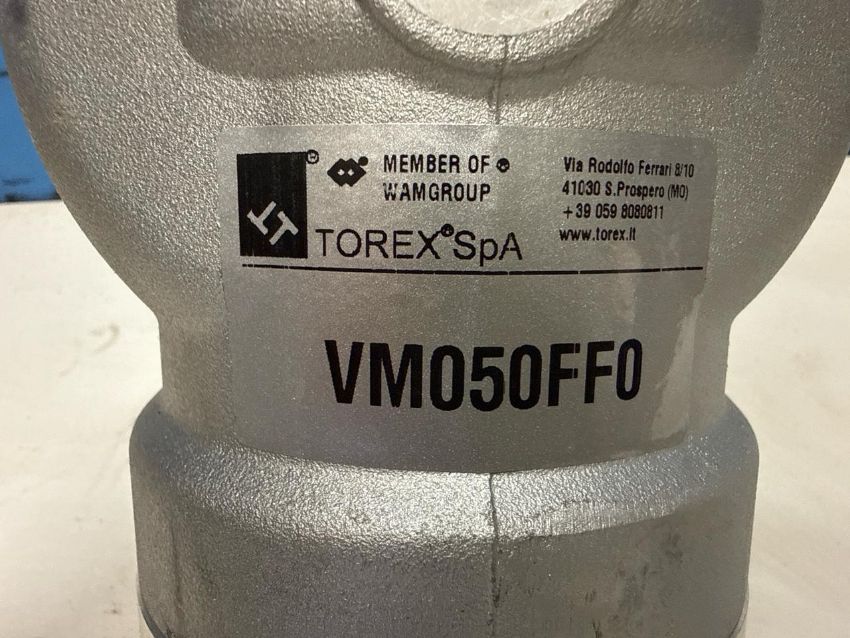 MEMBER OF
WAMGROUP
TOREX® SpA
Via Rodolfo Ferrari 8/10
41030 S.Prospero (MO)
+39 059 8080811
www.torex.it
VM050FF0